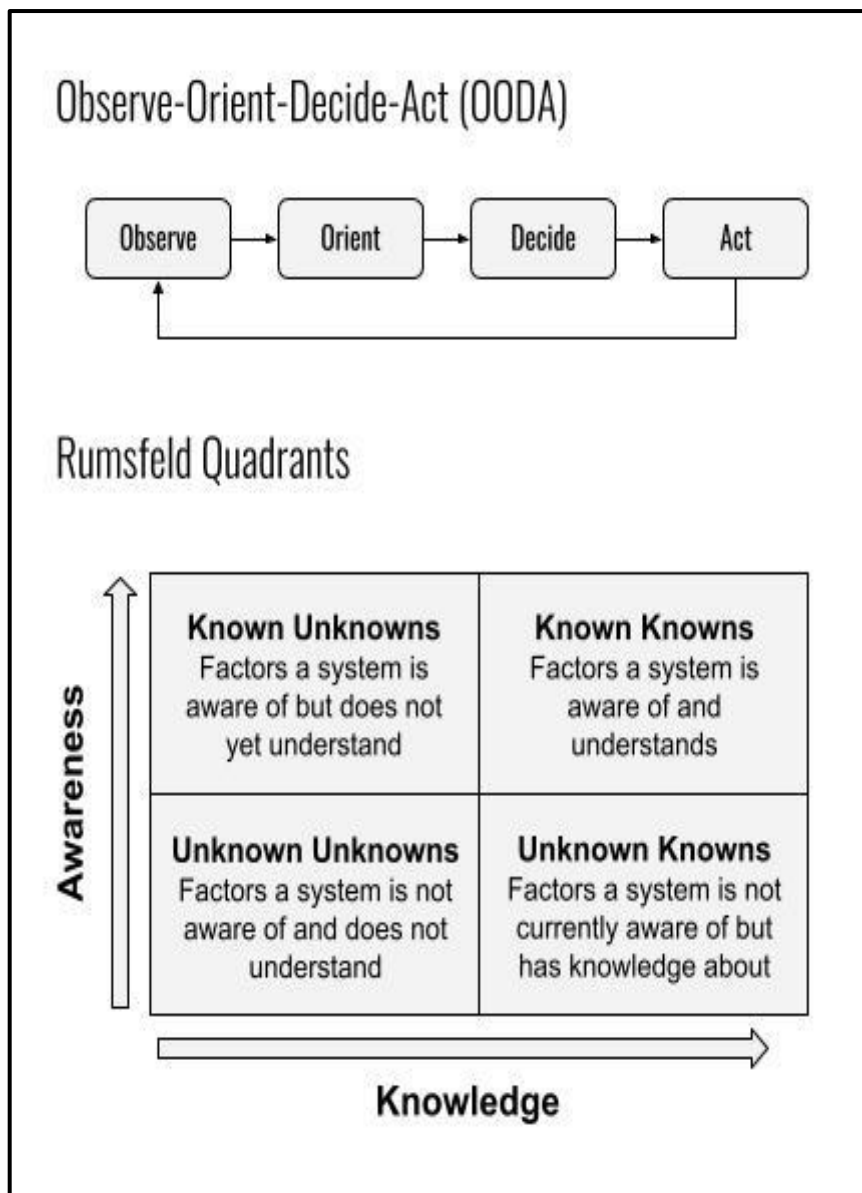 Observe-Orient-Decide-Act (OODA)
Observe
Orient
Decide
Act
Rumsfeld Quadrants
Awareness
Known Unknowns
Factors a system is
aware of but does not
yet understand
Known Knowns
Factors a system is
aware of and
understands
Unknown Unknowns
Factors a system is not
aware of and does not
understand
Unknown Knowns
Factors a system is not
currently aware of but
has knowledge about
Knowledge